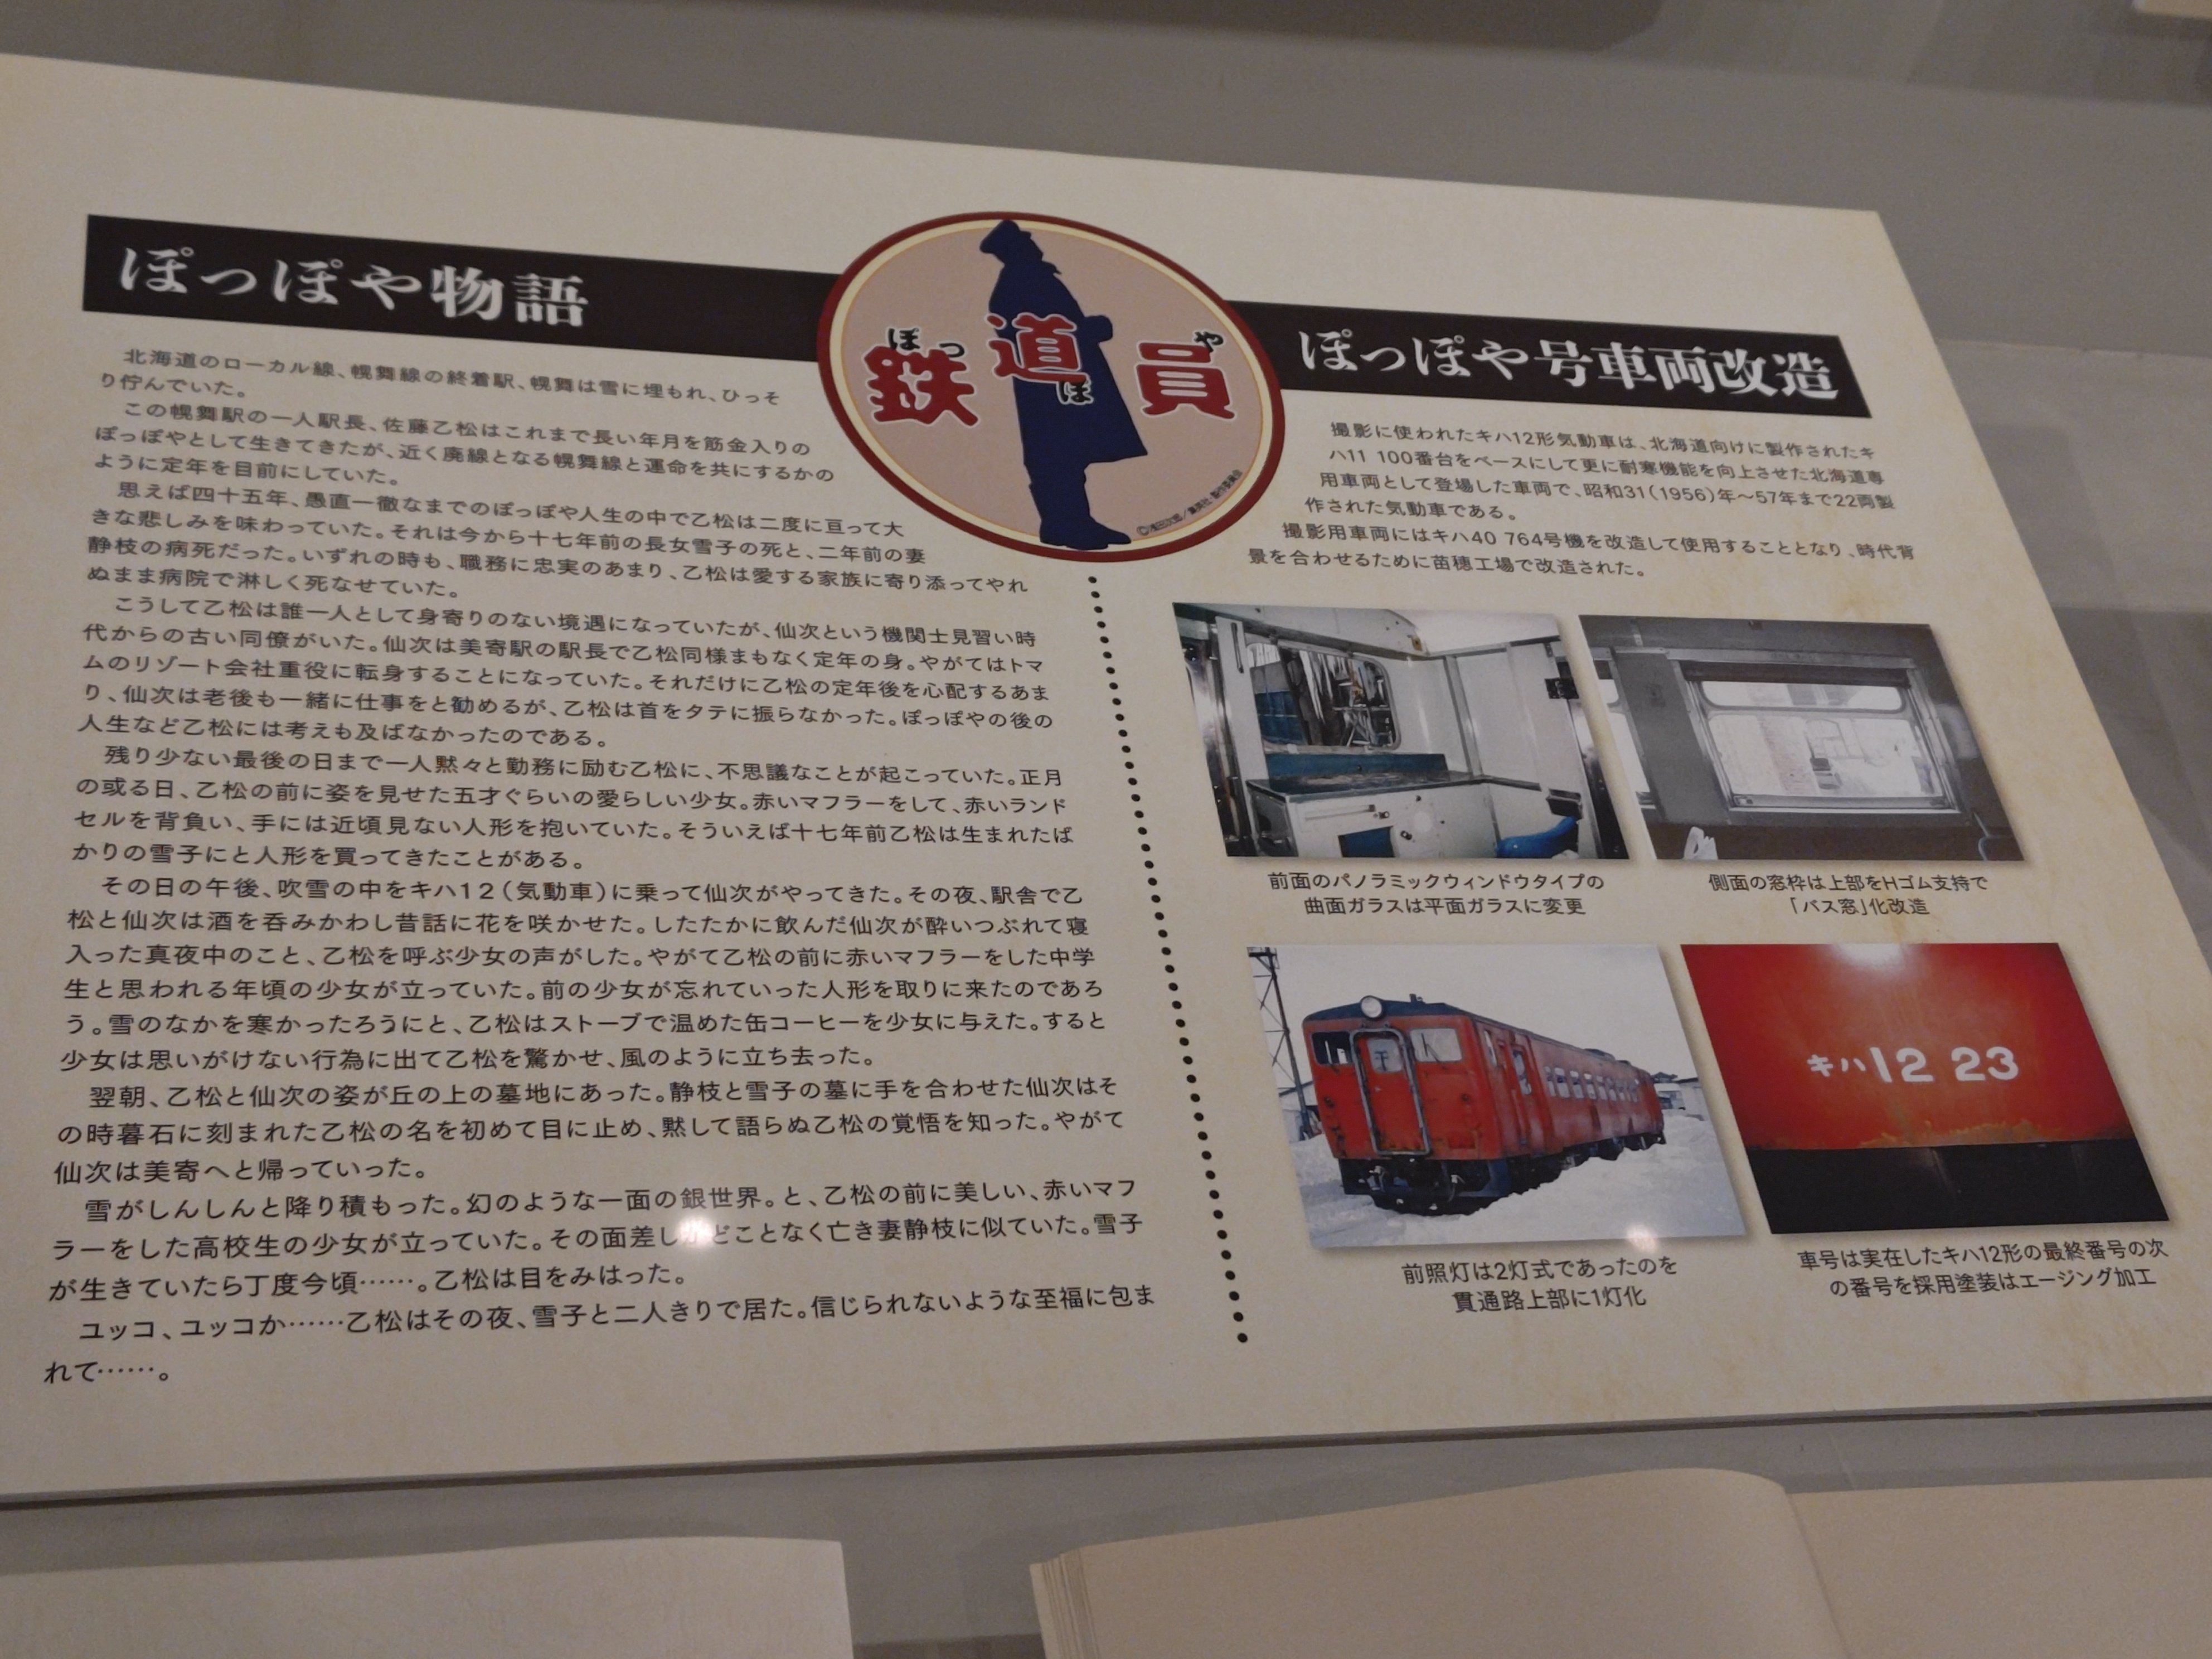 ぽっぽや物語
北海道のローカル線、幌舞線の終着駅、幌舞は雪に埋もれ、ひっそ
り佇んでいた。
この幌舞駅の一人駅長、佐藤乙松はこれまで長い年月を筋金入りの
ぽっぽやとして生きてきたが、近く廃線となる幌舞線と運命を共にするかの
ように定年を目前にしていた。
思えば四十五年、愚直一徹なまでのぽっぽや人生の中で乙松は二度に亘って大
きな悲しみを味わっていた。それは今から十七年前の長女雪子の死と、二年前の妻
静枝の病死だった。いずれの時も、職務に忠実のあまり、乙松は愛する家族に寄り添ってやれ
ぬまま病院で淋しく死なせていた。
こうして乙松は誰一人として身寄りのない境遇になっていたが、仙次という機関士見習い時
代からの古い同僚がいた。仙次は美寄駅の駅長で乙松同様まもなく定年の身。やがてはトマ
ムのリゾート会社重役に転身することになっていた。それだけに乙松の定年後を心配するあま
り、仙次は老後も一緒に仕事をと勧めるが、乙松は首をタテに振らなかった。ぽっぽやの後の
人生など乙松には考えも及ばなかったのである。
残り少ない最後の日まで一人黙々と勤務に励む乙松に、不思議なことが起こっていた。正月
の或る日、乙松の前に姿を見せた五才ぐらいの愛らしい少女。赤いマフラーをして、赤いランド
セルを背負い、手には近頃見ない人形を抱いていた。そういえば十七年前乙松は生まれたば
かりの雪子にと人形を買ってきたことがある。
その日の午後、吹雪の中をキハ12（気動車）に乗って仙次がやってきた。その夜、駅舎で乙
松と仙次は酒を呑みかわし昔話に花を咲かせた。したたかに飲んだ仙次が酔いつぶれて寝
入った真夜中のこと、乙松を呼ぶ少女の声がした。やがて乙松の前に赤いマフラーをした中学
生と思われる年頃の少女が立っていた。前の少女が忘れていった人形を取りに来たのであろ
う。雪のなかを寒かったろうにと、乙松はストーブで温めた缶コーヒーを少女に与えた。すると
少女は思いがけない行為に出て乙松を驚かせ、風のように立ち去った。
翌朝、乙松と仙次の姿が丘の上の墓地にあった。静枝と雪子の墓に手を合わせた仙次はそ
の時暮石に刻まれた乙松の名を初めて目に止め、黙して語らぬ乙松の覚悟を知った。やがて
仙次は美寄へと帰っていった。
雪がしんしんと降り積もった。幻のような一面の銀世界。と、乙松の前に美しい、赤いマフ
ラーをした高校生の少女が立っていた。その面差しがどことなく亡き妻静枝に似ていた。雪子
が生きていたら丁度今頃……。乙松は目をみはった。
ユッコ、ユッコか……乙松はその夜、雪子と二人きりで居た。信じられないような至福に包ま
れて……。
ぽっ ぽ や
鉄道員
ぽっぽや号車両改造
撮影に使われたキハ12形気動車は、北海道向けに製作されたキ
ハ11 100番台をベースにして更に耐寒機能を向上させた北海道専
用車両として登場した車両で、昭和31(1956)年〜57年まで22両製
作された気動車である。
撮影用車両にはキハ40 764号機を改造して使用することとなり、時代背
景を合わせるために苗穂工場で改造された。
前面のパノラミックウィンドウタイプの
曲面ガラスは平面ガラスに変更
側面の窓枠は上部をHゴム支持で
「バス窓」化改造
キハ12 23
前照灯は2灯式であったのを
貫通路上部に1灯化
車号は実在したキハ12形の最終番号の次
の番号を採用塗装はエージング加工